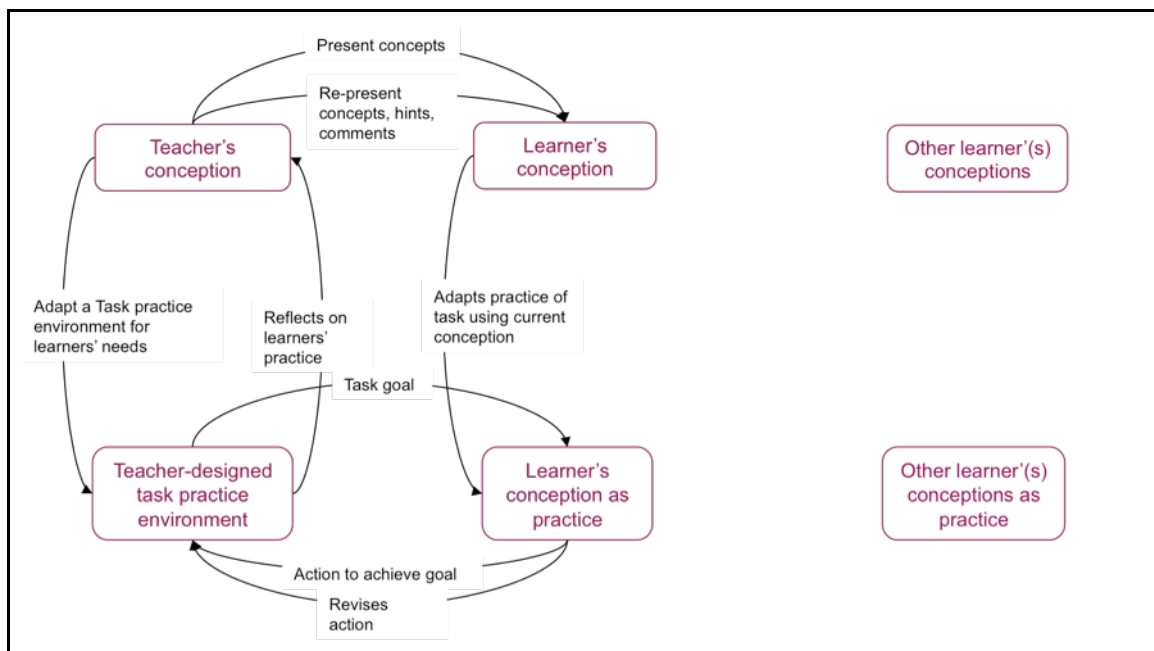 Present concepts
Re-present
concepts, hints,
comments
Teacher's
conception
Learner's
conception
Other learner'(s)
conceptions
Adapt a Task practice
environment for
learners' needs
Reflects on
learners'
practice
Adapts practice of
task using current
conception
Task goal
Teacher-designed
task practice
environment
Learner's
conception as
practice
Other learner'(s)
conceptions as
practice
Action to achieve goal
Revises
action